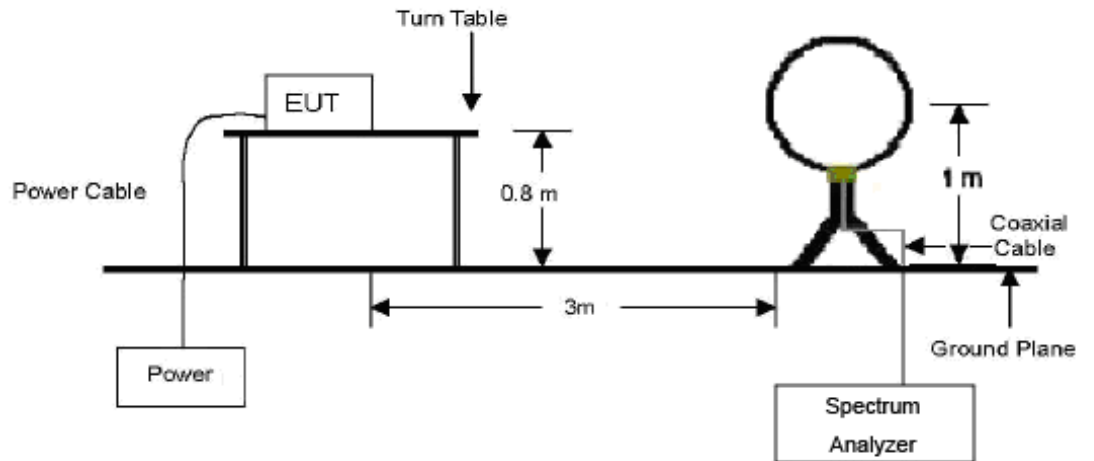 Turn Table
EUT
Power Cable
0.8 m
1 m
Coaxial
Cable
3m
Ground Plane
Power
Spectrum
Analyzer